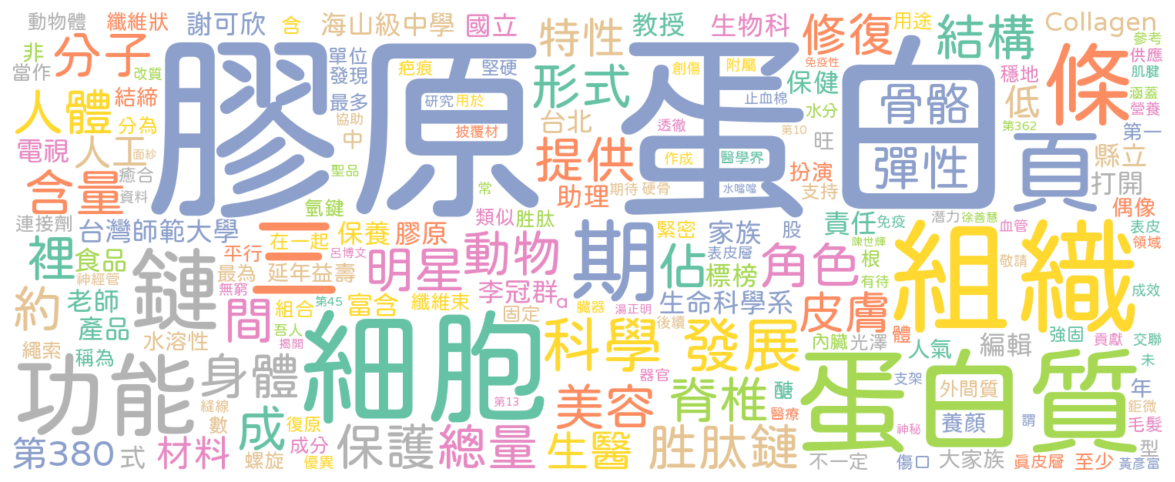 動物體 纖維狀 謝可欣 含 海山級中學 國立 教授 生物科 修復 用途 結構 Collagen
非 分子 單位 疤痕 堅硬 特性 免疫性 參考
當作 改質 發現 形式 創傷 附屬 保健 穩地 供應
人體 結締 最多 研究 用於 止血棉 水分 骨骼 低 條 肌腱
分為 協助 披覆材 台北 透徹 第10 涵蓋 營養
電視 人工 面紗 中 膠原蛋白 提供 作成 醫學界 旺 彈性 第362 第一
含量 癒合 聖品 助理 期待 硬骨 水噹噹 扮演 支持 頁 縣立 打開
資料 常 類似 胜肽 緊密 家族 股 責任 免疫 潛力 徐善慧 血管 偶像 表皮
連接劑 台灣師範大學 氫鍵 保養 膠原 動物 期 表皮層 陳世輝 根 領域
裡 食品 三 在一起 呂博文 平行 明星 佔 標榜 角色 有待 組織 敬請
神經管 鏈 最為 延年益壽 無窮 李冠群 a 臟器 湯正明 生命科學系 皮膚 成效
約 老師 間 組合 第45 富含 纖維束 固定 後續
產品 吾人 科學 發展 體 內臟 光澤 人氣 編輯 強固 貢獻 交聯
繩索 稱為 水溶性 揭開 細胞 器官 未
功能 身體 第13 美容 脊椎 醣 支架 蛋白質 外間質 年 鉅微
縫線 復原 醫療 神秘 養顏 謂 毛髮
第380 式 材料 成 數 成分 保護 總量 生醫 胜肽鏈 不一定 傷口 大家族 真皮層 至少 型
螺旋 優異 黃彥富